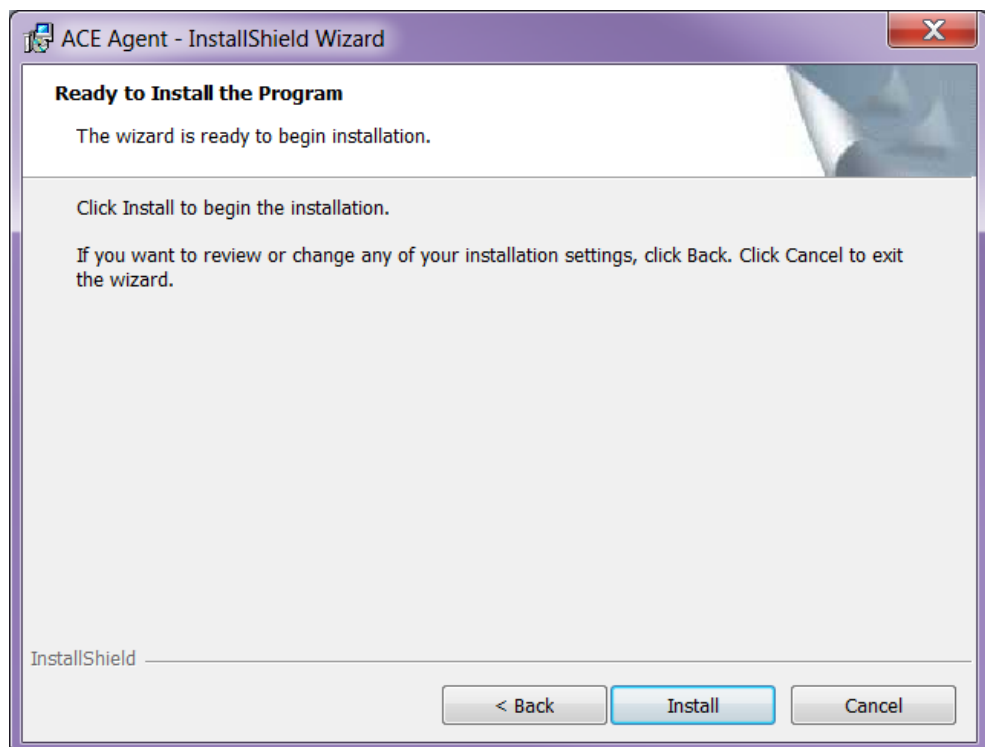 ACE Agent - InstallShield Wizard
X
Ready to Install the Program
The wizard is ready to begin installation.
Click Install to begin the installation.
If you want to review or change any of your installation settings, click Back. Click Cancel to exit
the wizard.
InstallShield
< Back
Install
Cancel